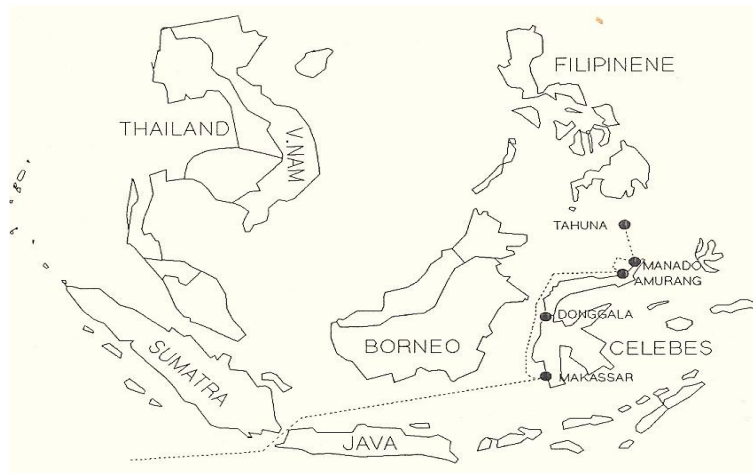 FILIPINENE
THAILAND
V.NAM
TAHUNA
MANADO
AMURANG
DONGGALA
BORNEO
CELEBES
SUMATRA
MAKASSAR
JAVA